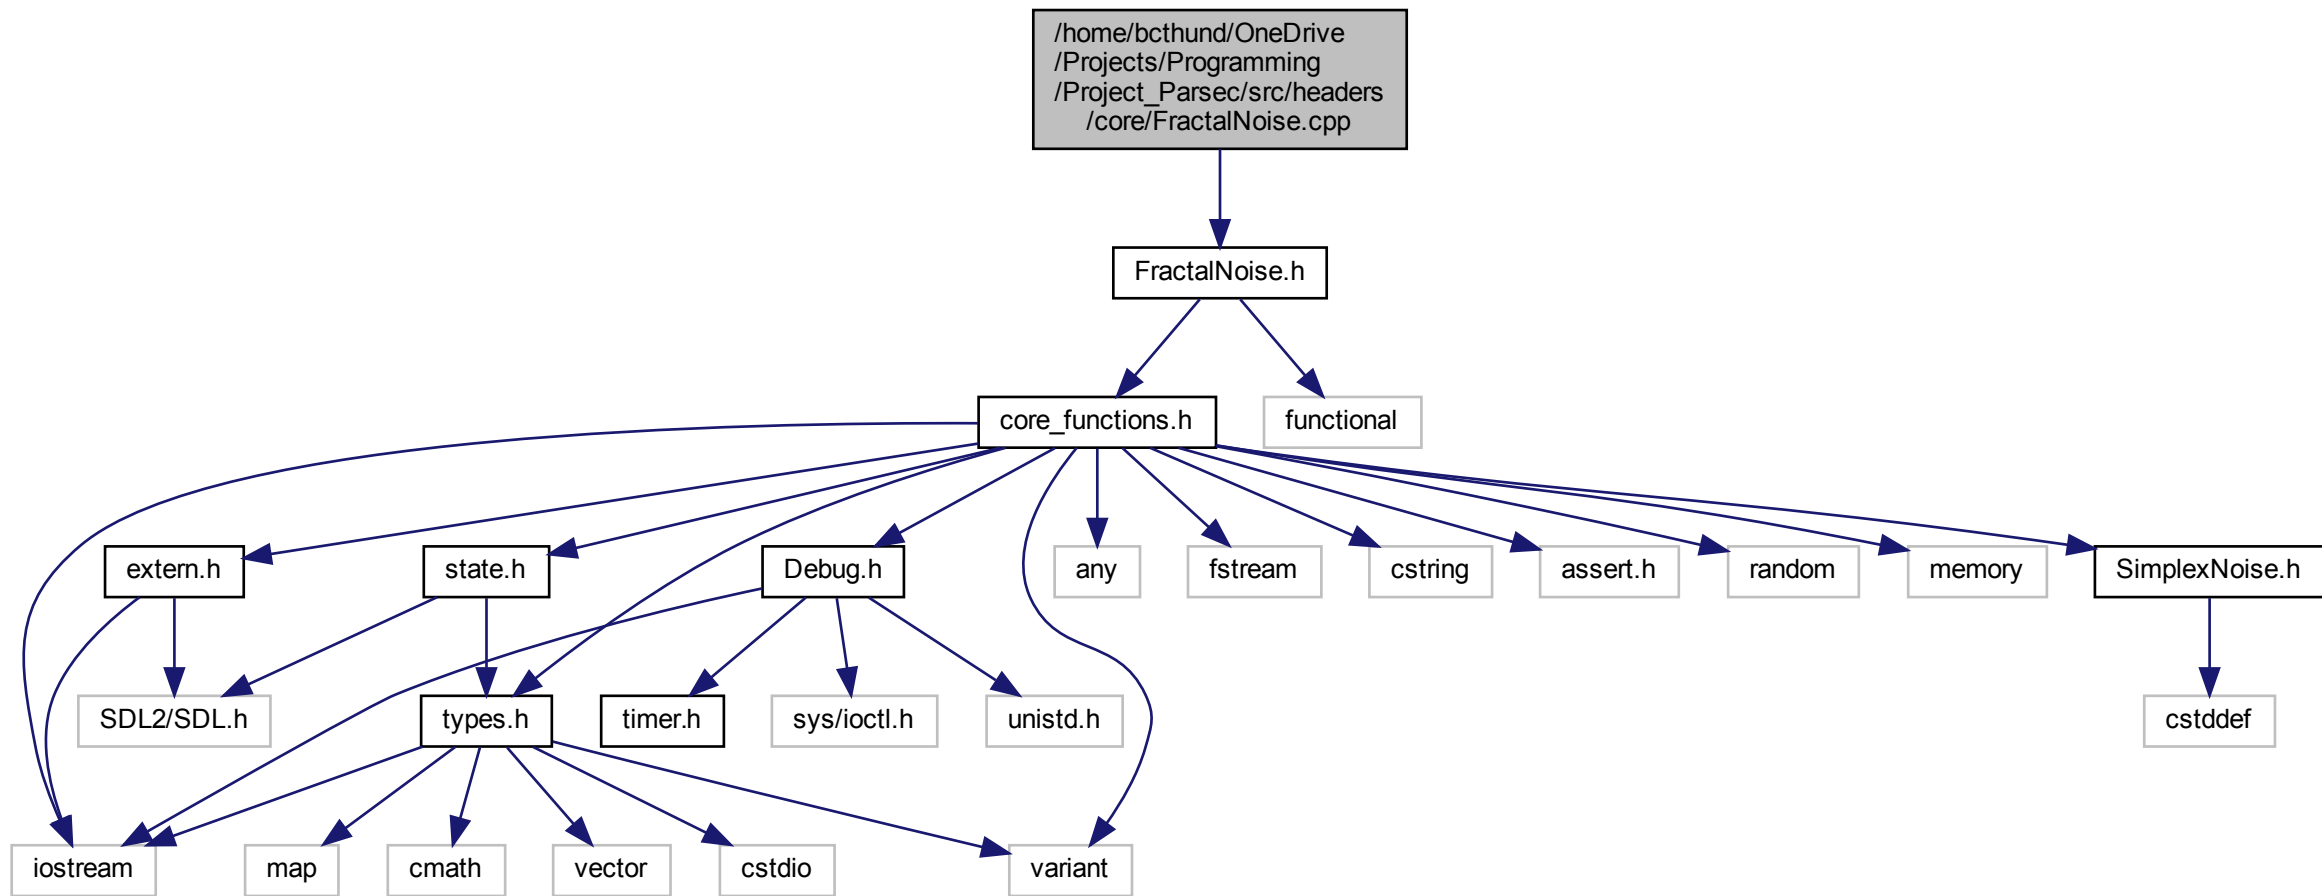 /home/bcthund/OneDrive
/Projects/Programming
/Project_Parsec/src/headers
/core/FractalNoise.cpp
FractalNoise.h
core_functions.h
functional
extern.h
state.h
Debug.h
any
fstream
cstring
assert.h
random
memory
SimplexNoise.h
SDL2/SDL.h
types.h
timer.h
sys/ioctl.h
unistd.h
cstddef
iostream
map
cmath
vector
cstdio
variant